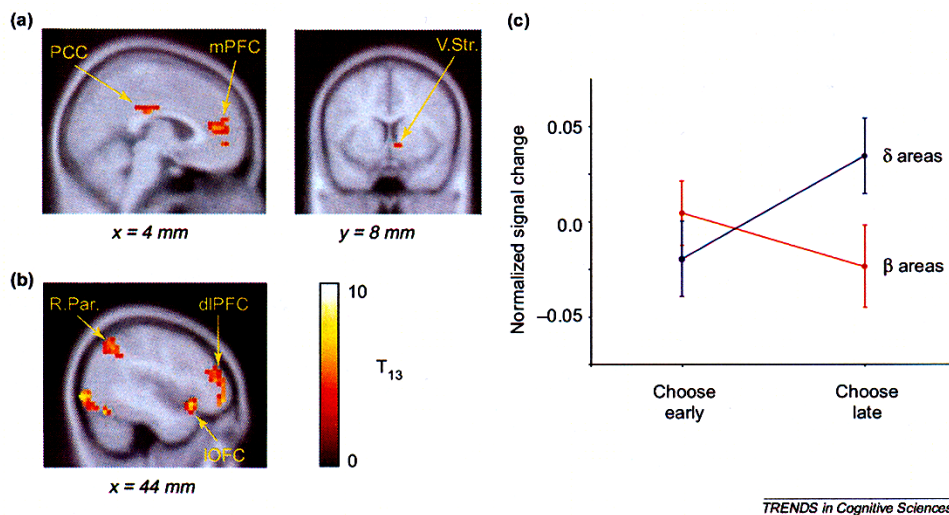 (a)
PCC
mPFC
V.Str.
x = 4 mm
y = 8 mm
(b)
R.Par.
dlPFC
lOFC
x = 44 mm
10
T13
0
(c)
Normalized signal change
0.05
0.0
–0.05
δ areas
β areas
Choose
early
Choose
late
TRENDS in Cognitive Sciences